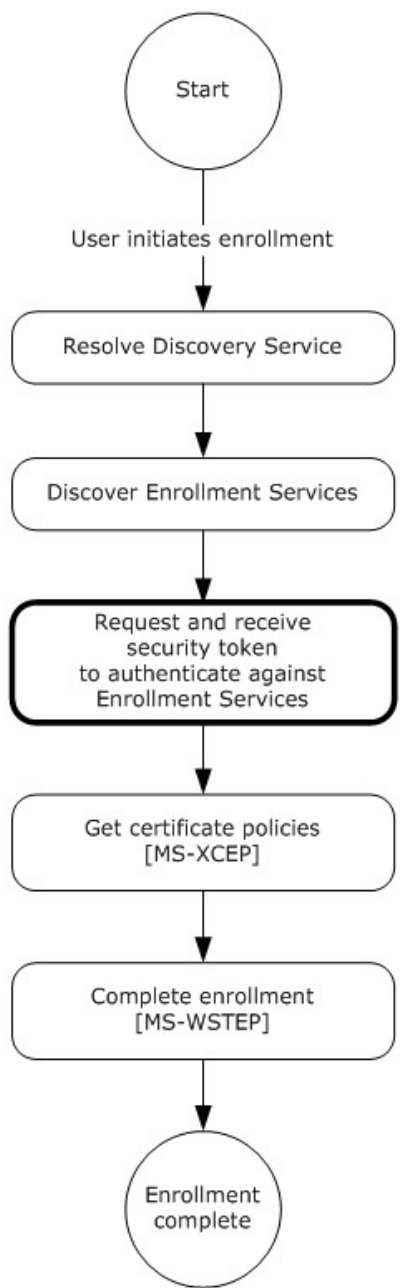 Start
User initiates enrollment
Resolve Discovery Service
Discover Enrollment Services
Request and receive
security token
to authenticate against
Enrollment Services
Get certificate policies
[MS-XCEP]
Complete enrollment
[MS-WSTEP]
Enrollment
complete